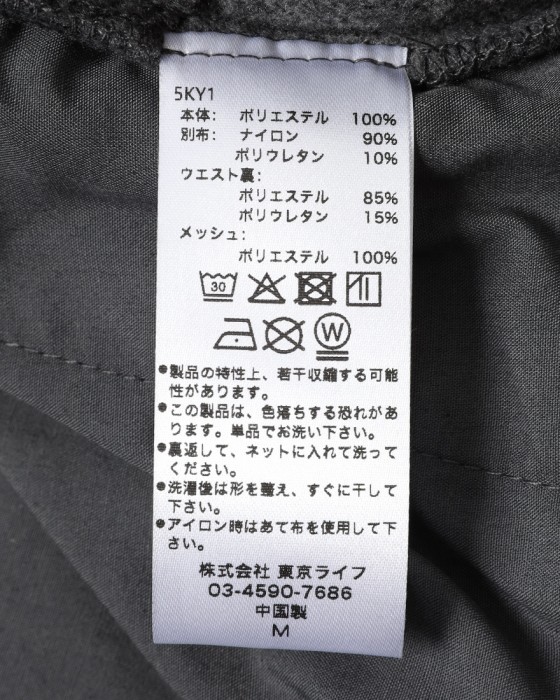 5KY1
本体: ポリエステル 100%
別布: ナイロン 90%
ポリウレタン 10%
ウエスト裏:
ポリエステル 85%
ポリウレタン 15%
メッシュ:
ポリエステル 100%
30
W
●製品の特性上、若干収縮する可能
性があります。
●この製品は、色落ちする恐れがあ
ります。単品でお洗い下さい。
●裏返して、ネットに入れて洗って
ください。
●洗濯後は形を整え、すぐに干して
下さい。
●アイロン時はあて布を使用して下
さい。
株式会社 東京ライフ
03-4590-7686
中国製
M